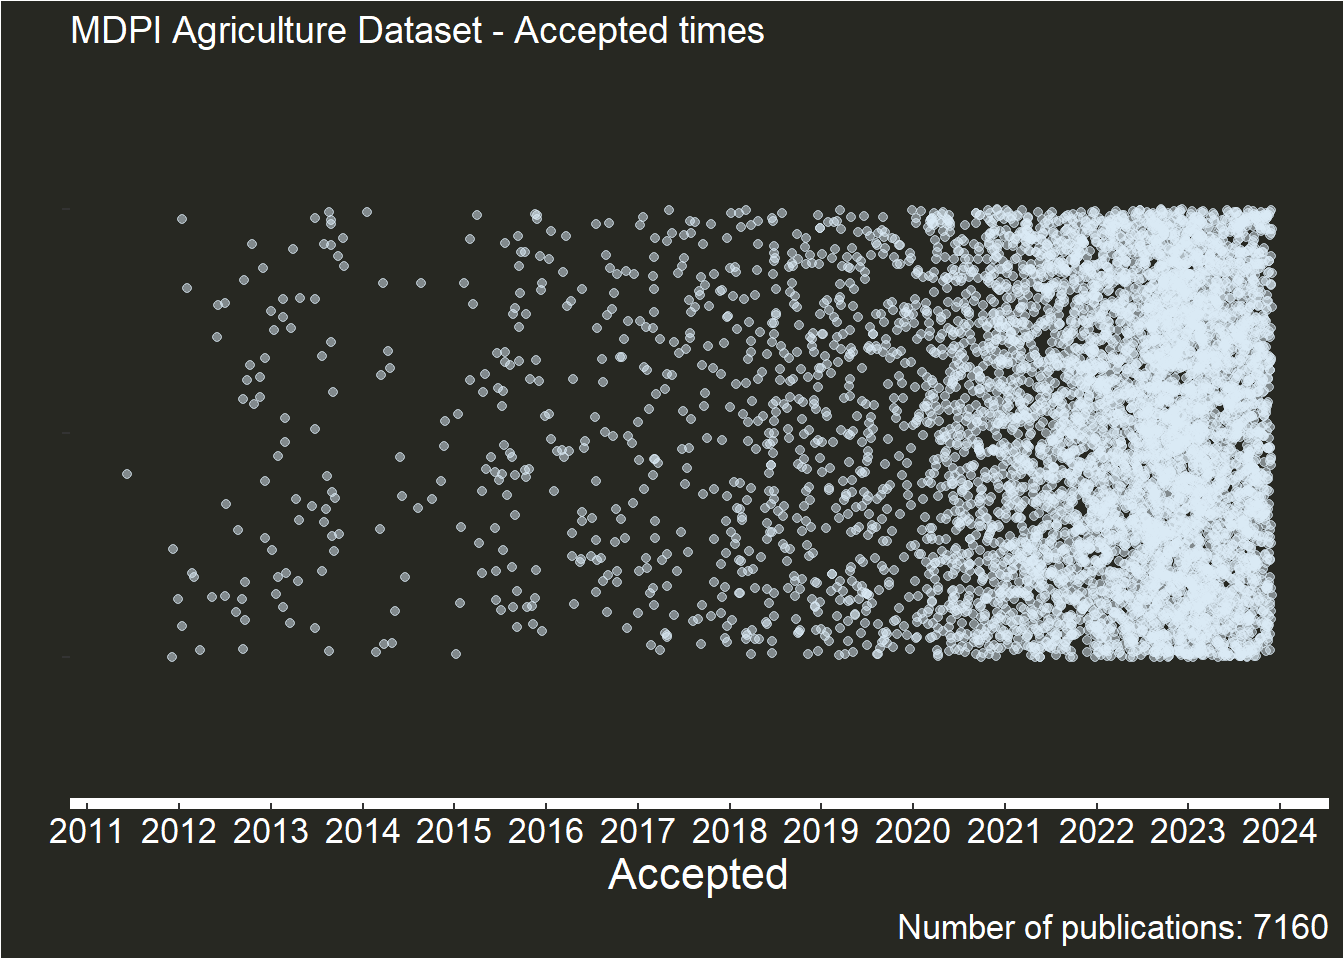 MDPI Agriculture Dataset - Accepted times
2011 2012 2013 2014 2015 2016 2017 2018 2019 2020 2021 2022 2023 2024
Accepted
Number of publications: 7160